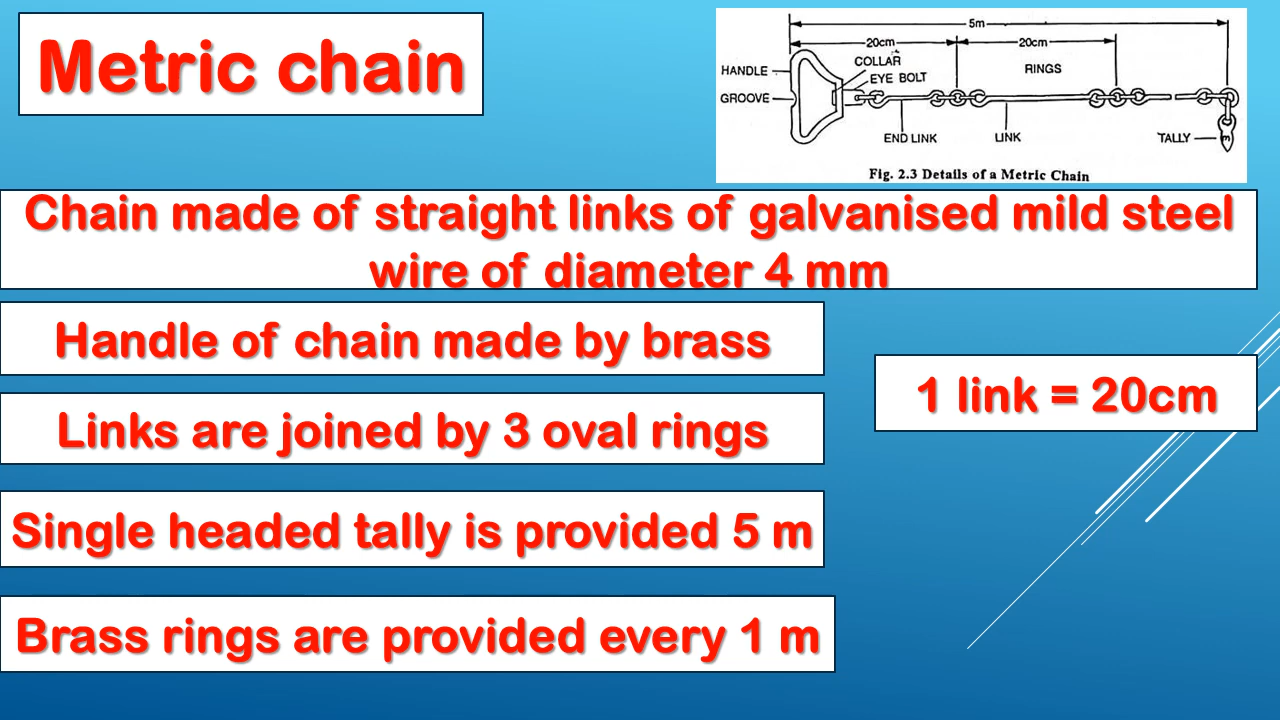 Metric chain
5m
20cm
20cm
COLLAR
HANDLE
EYE BOLT
RINGS
GROOVE
END LINK
LINK
TALLY
Fig. 2.3 Details of a Metric Chain
Chain made of straight links of galvanised mild steel
wire of diameter 4 mm
Handle of chain made by brass
1 link = 20cm
Links are joined by 3 oval rings
Single headed tally is provided 5 m
Brass rings are provided every 1 m